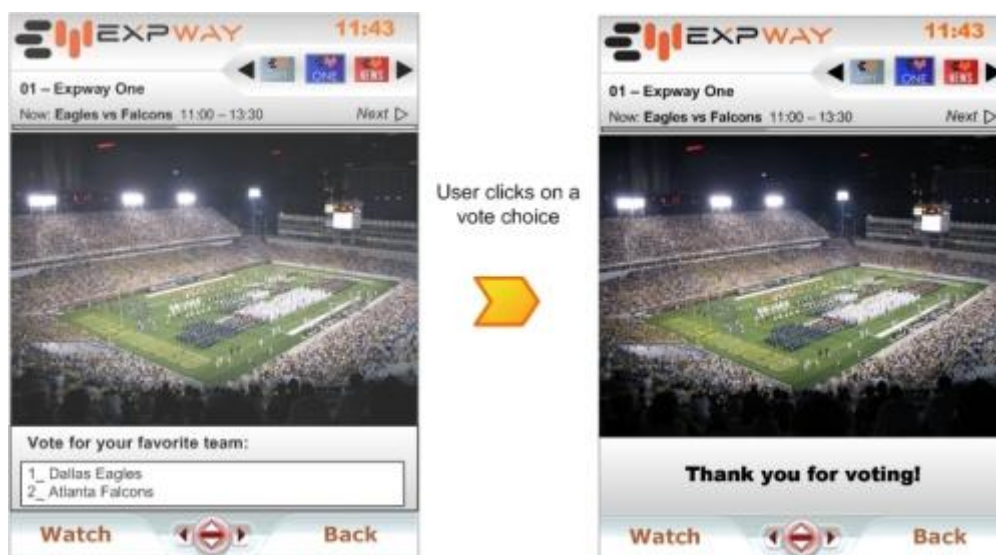 EXPWAY
11:43
ONE NEWS
01 – Expway One
Now: Eagles vs Falcons 11:00 – 13:30 Next
Vote for your favorite team:
1_ Dallas Eagles
2_ Atlanta Falcons
Watch Back
User clicks on a
vote choice
EXPWAY
11:43
ONE NEWS
01 – Expway One
Now: Eagles vs Falcons 11:00 – 13:30 Next
Thank you for voting!
Watch Back